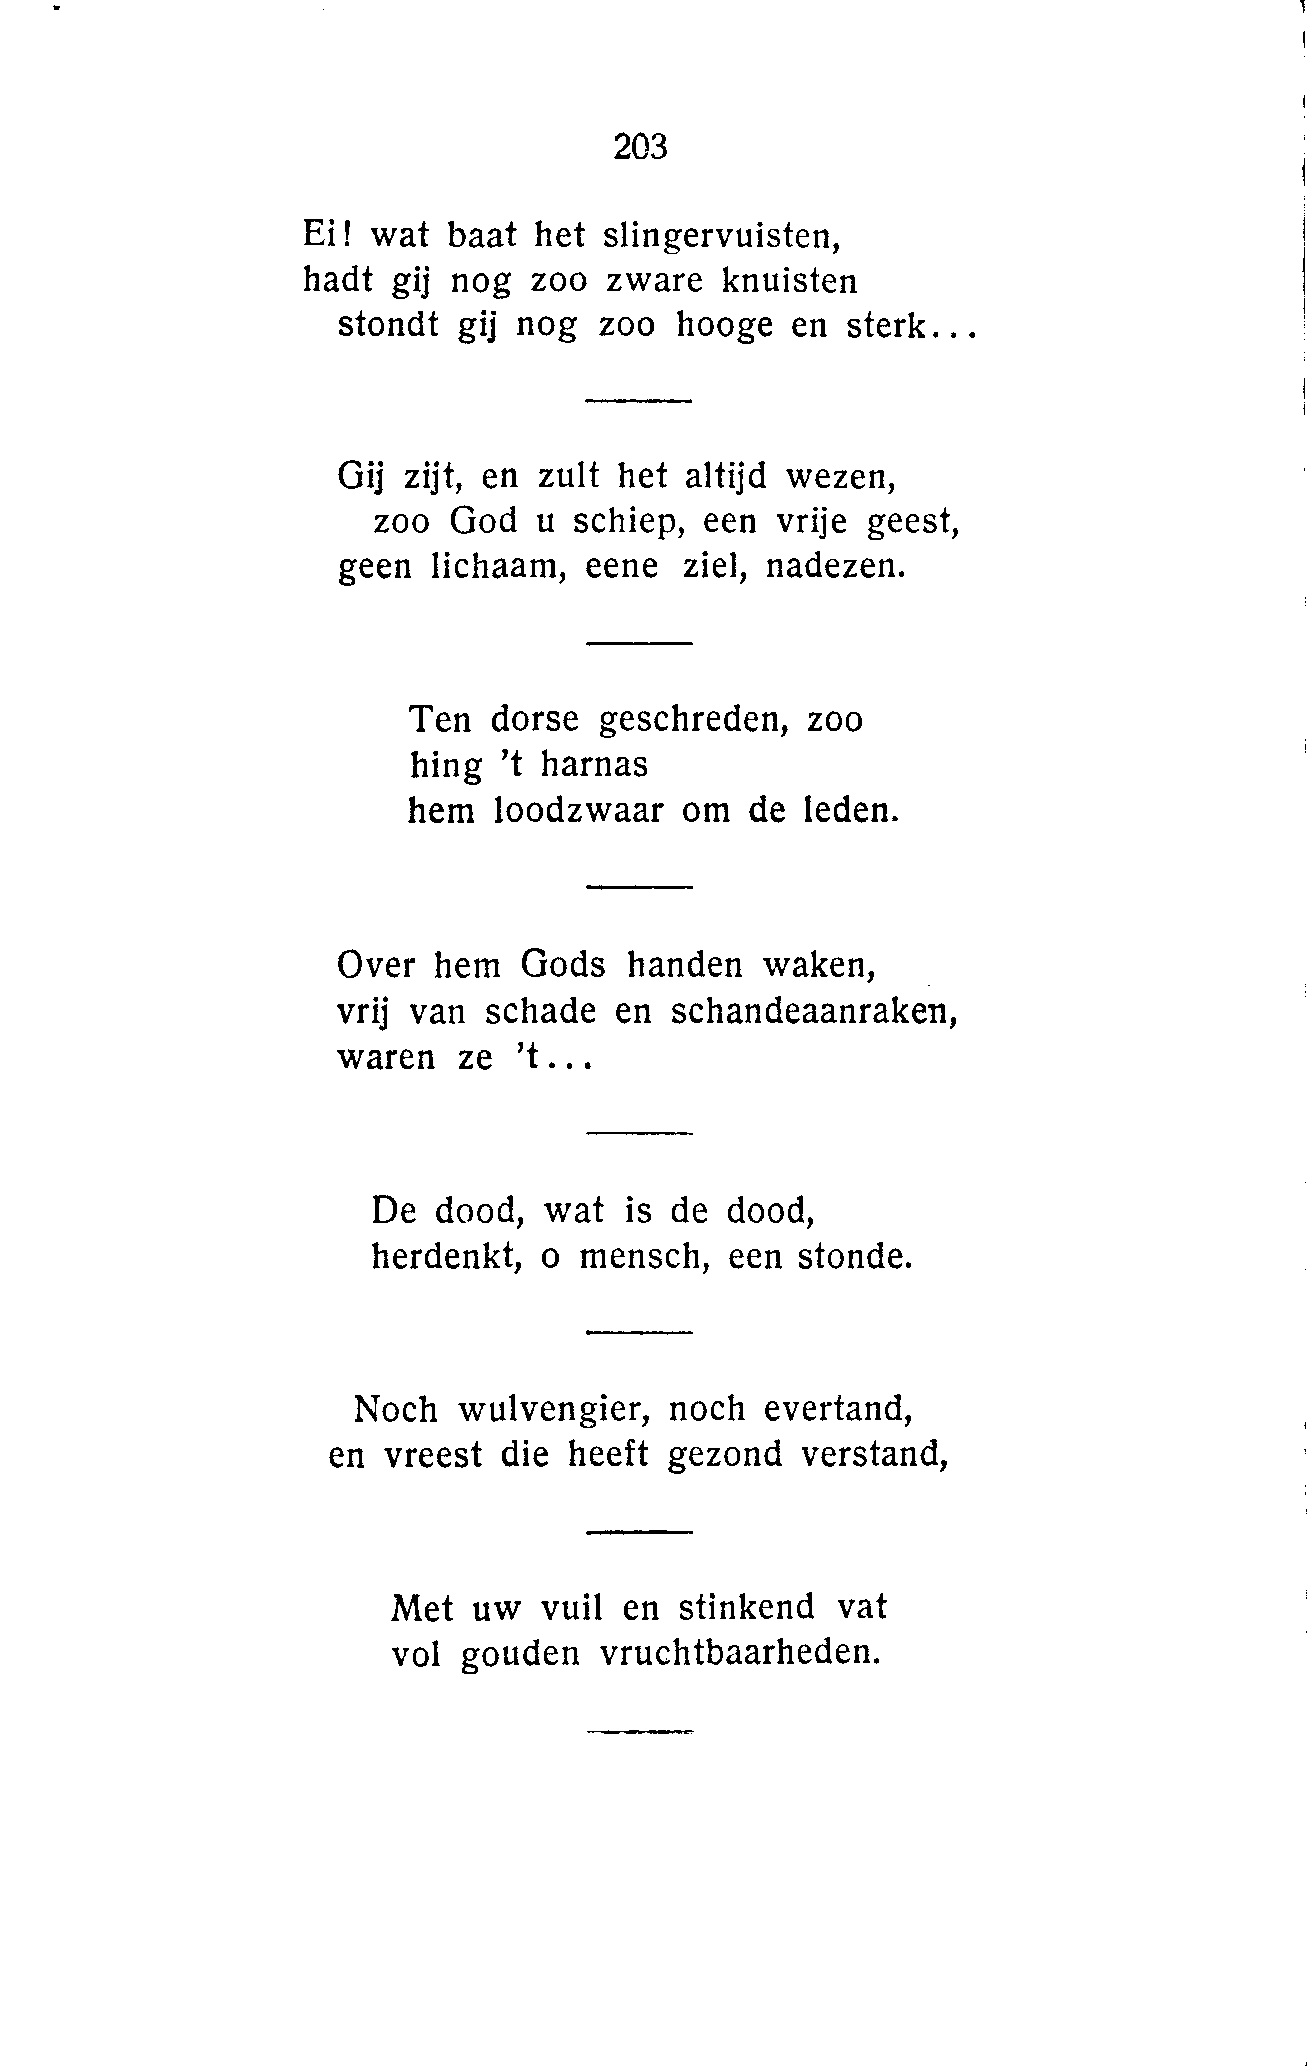 203
Ei! wat baat het slingervuisten,
hadt gij nog zoo zware knuisten
stondt gij nog zoo hooge en sterk...
Gij zijt, en zult het altijd wezen,
zoo God u schiep, een vrije geest,
geen lichaam, eene ziel, nadezen.
Ten dorse geschreden, zoo
hing 't harnas
hem loodzwaar om de leden.
Over hem Gods handen waken,
vrij van schade en schandeaanraken,
waren ze 't...
De dood, wat is de dood,
herdenkt, o mensch, een stonde.
Noch wulvengier, noch evertand,
en vreest die heeft gezond verstand,
Met uw vuil en stinkend vat
vol gouden vruchtbaarheden.